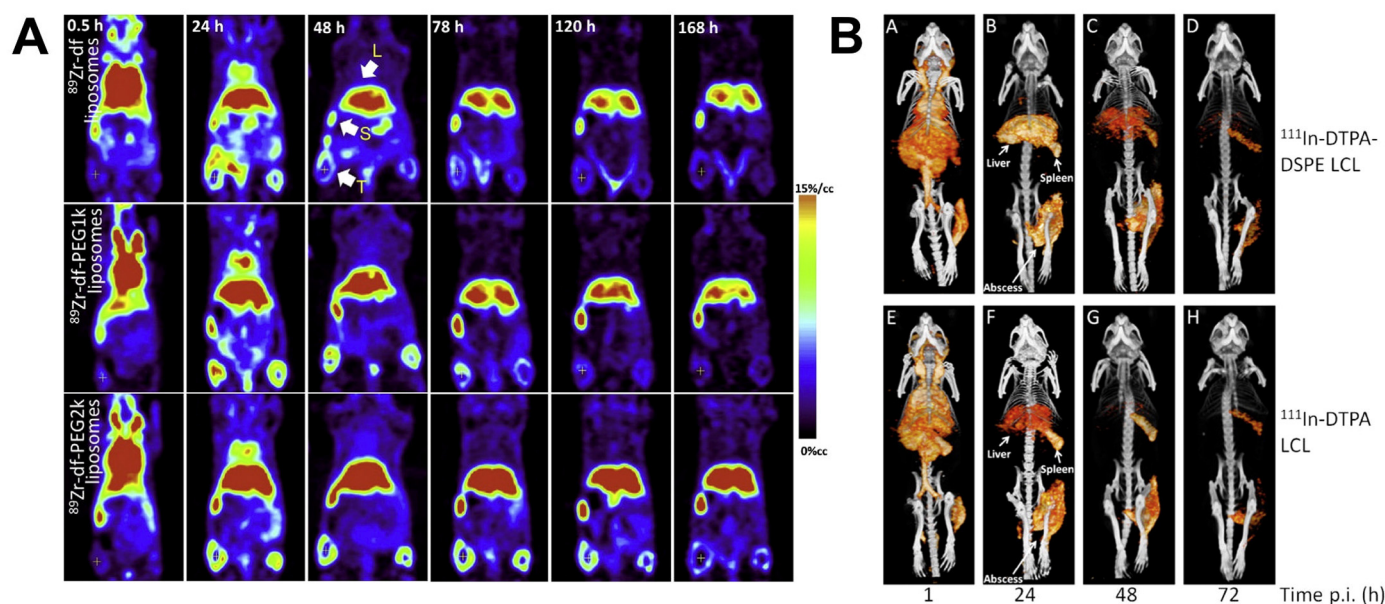 A
0.5 h
24 h
48 h
78 h
120 h
168 h
⁸⁹Zr-df
liposomes
L
S
T
⁸⁹Zr-df-PEG1k
liposomes
⁸⁹Zr-df-PEG2k
liposomes
15%/cc
0%cc
B
A
B
C
D
Liver
Spleen
Abscess
¹¹¹In-DTPA-
DSPE LCL
E
F
G
H
Liver
Spleen
Abscess
¹¹¹In-DTPA
LCL
1
24
48
72
Time p.i. (h)